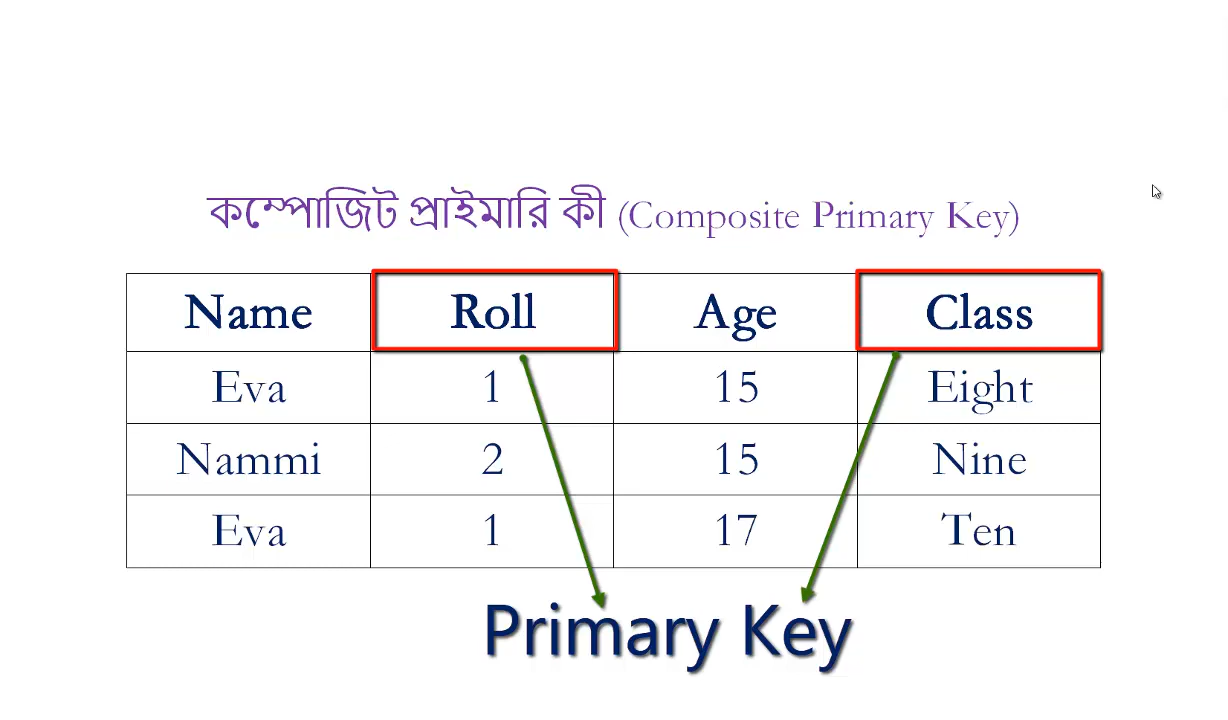 কম্পোজিট প্রাইমারি কী (Composite Primary Key)
Name Roll Age Class
Eva 1 15 Eight
Nammi 2 15 Nine
Eva 1 17 Ten
Primary Key